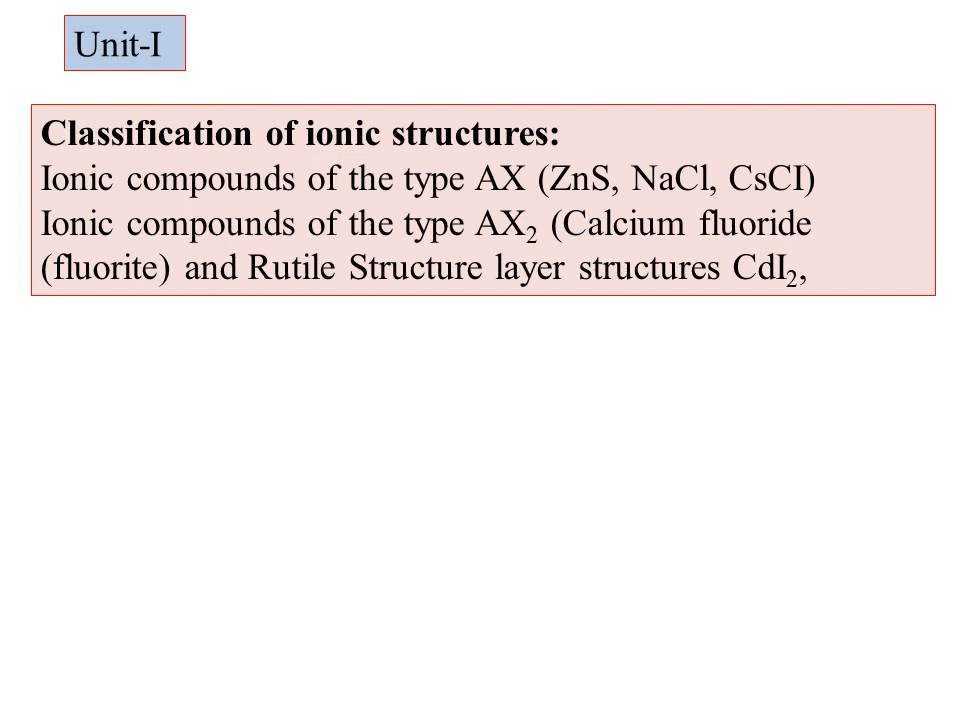 Unit-I
Classification of ionic structures:
Ionic compounds of the type AX (ZnS, NaCl, CsCI)
Ionic compounds of the type AX₂ (Calcium fluoride
(fluorite) and Rutile Structure layer structures CdI₂,